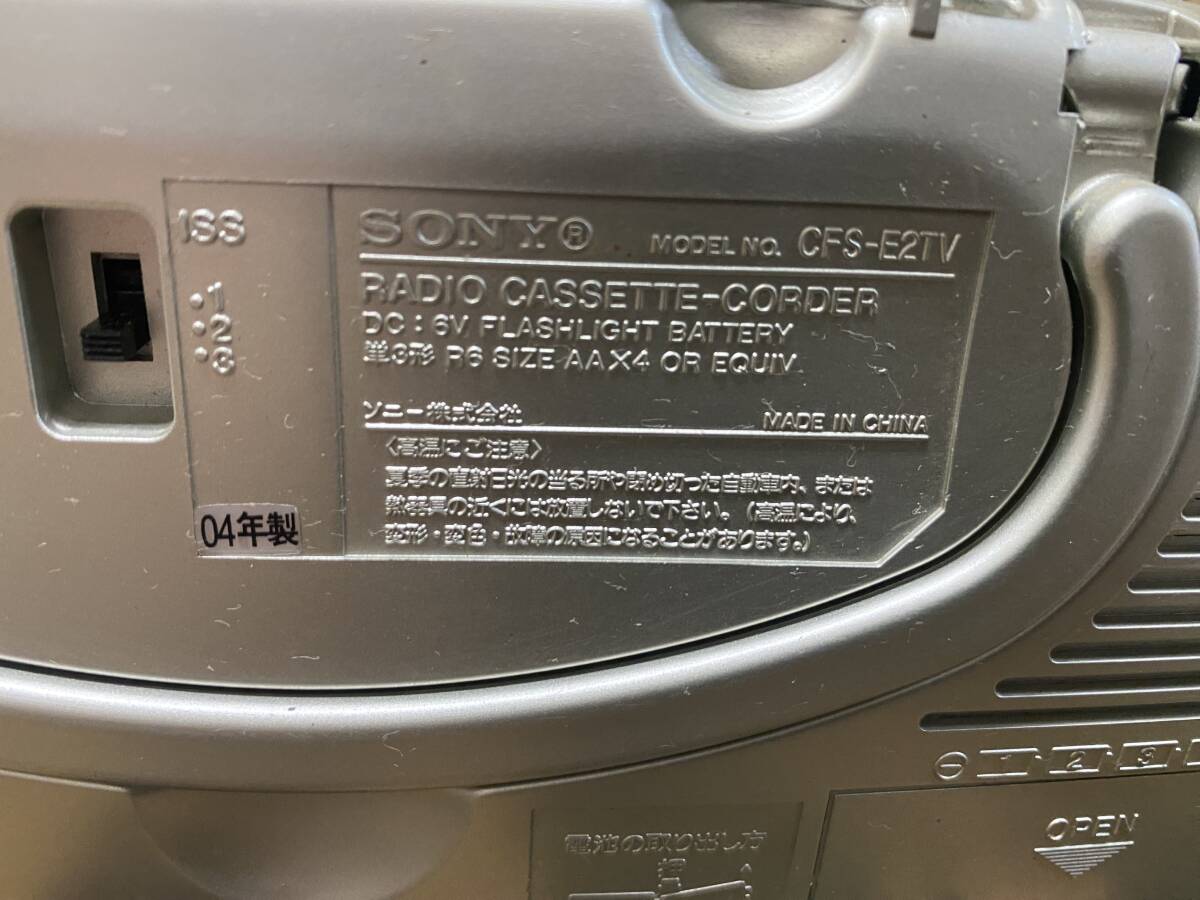 ISS
•1
•2
•3
04年製
SONY® MODEL NO. CFS-E2TV
RADIO CASSETTE-CORDER
DC : 6V FLASHLIGHT BATTERY
単3形 R6 SIZE AA×4 OR EQUIV.
ソニー株式会社 MADE IN CHINA
〈高温にご注意〉
夏季の直射日光の当る所や閉め切った自動車内、または
熱器具の近くには放置しないで下さい。(高温により、
変形・変色・故障の原因になることがあります。)
⊖ 1 2 3
OPEN
電池の取り出し方
押